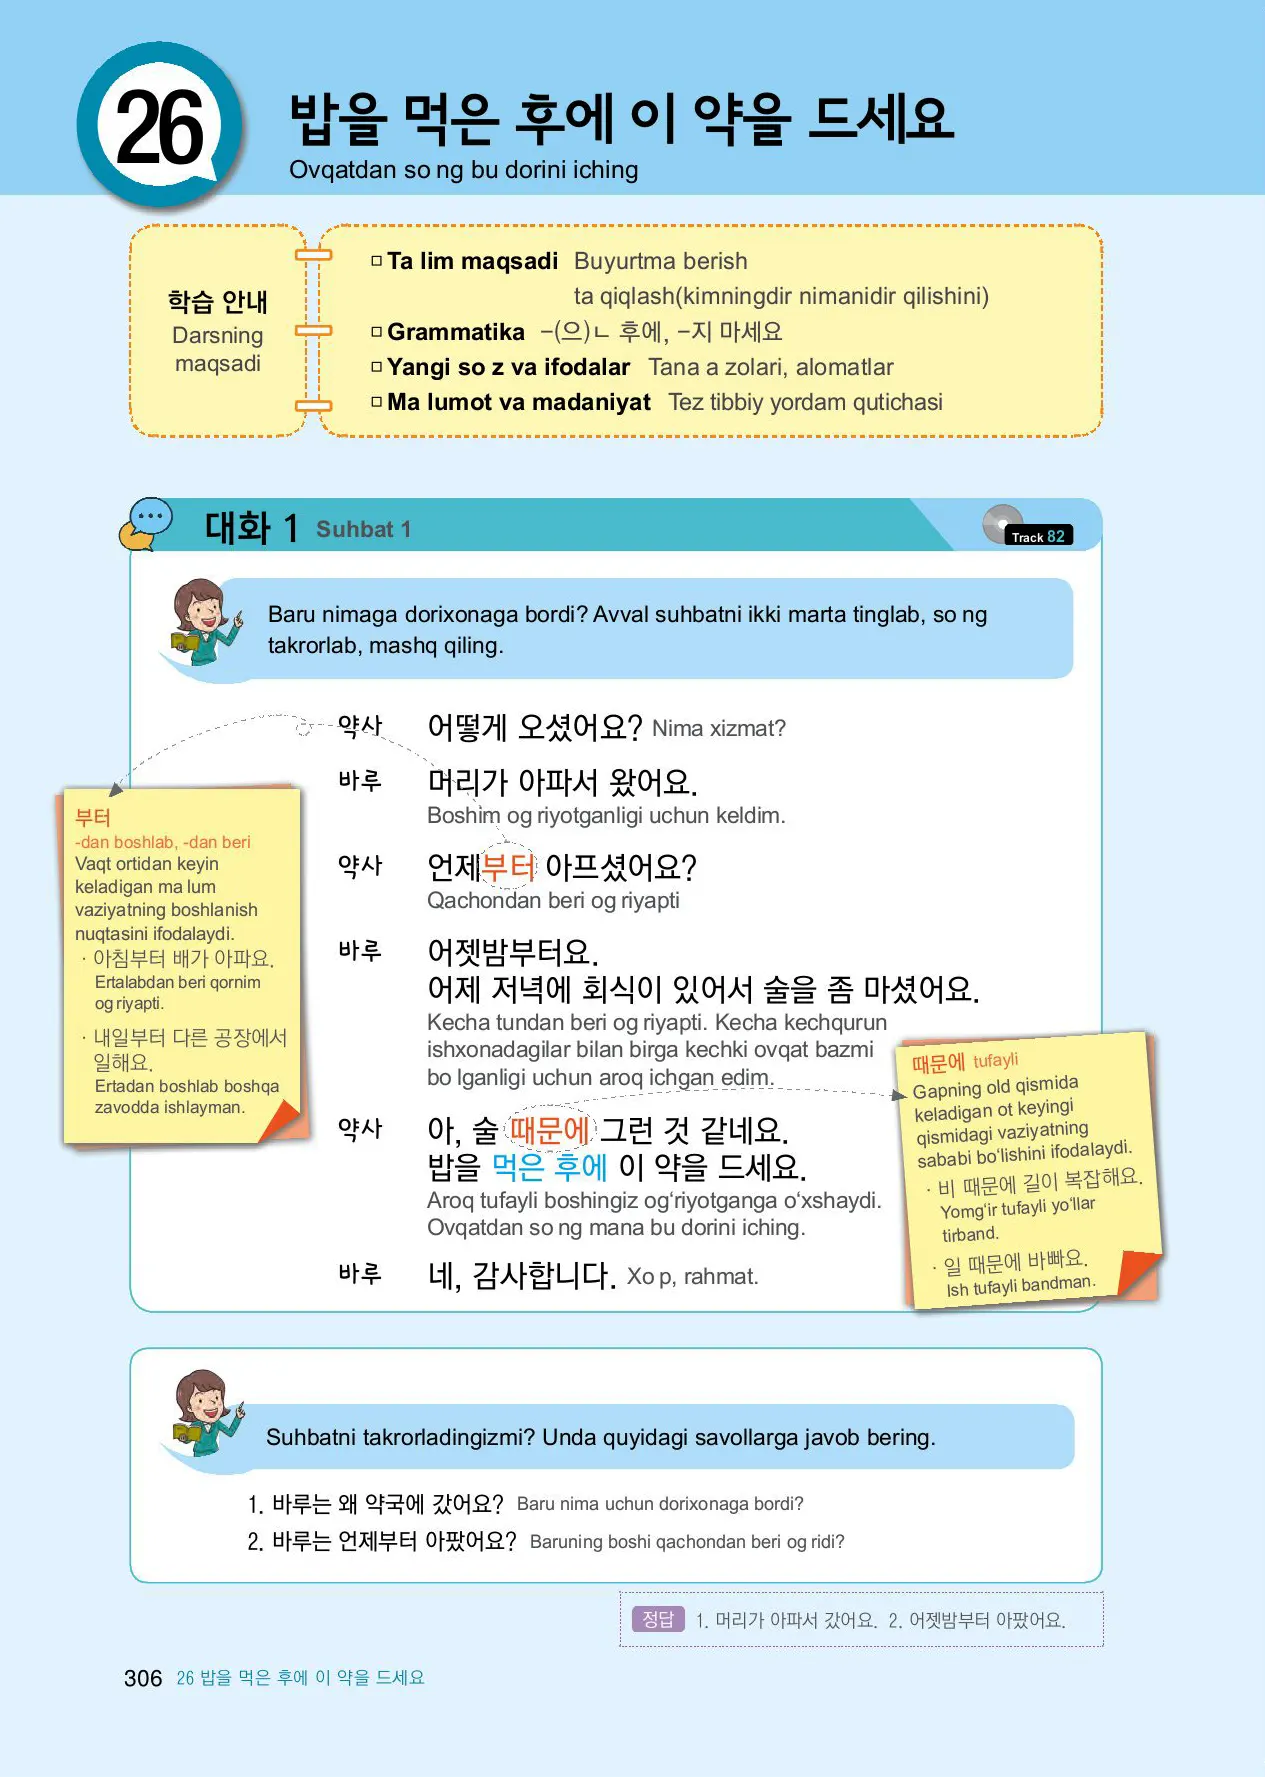 26
밥을 먹은 후에 이 약을 드세요
Ovqatdan so ng bu dorini iching
학습 안내
Darsning
maqsadi
□ Ta lim maqsadi Buyurtma berish
ta qiqlash(kimningdir nimanidir qilishini)
□ Grammatika -(으)ㄴ 후에, -지 마세요
□ Yangi so z va ifodalar Tana a zolari, alomatlar
□ Ma lumot va madaniyat Tez tibbiy yordam qutichasi
대화 1 Suhbat 1
Track 82
Baru nimaga dorixonaga bordi? Avval suhbatni ikki marta tinglab, so ng
takrorlab, mashq qiling.
약사 어떻게 오셨어요? Nima xizmat?
바루 머리가 아파서 왔어요.
Boshim og riyotganligi uchun keldim.
약사 언제부터 아프셨어요?
Qachondan beri og riyapti
바루 어젯밤부터요.
어제 저녁에 회식이 있어서 술을 좀 마셨어요.
Kecha tundan beri og riyapti. Kecha kechqurun
ishxonadagilar bilan birga kechki ovqat bazmi
bo lganligi uchun aroq ichgan edim.
약사 아, 술 때문에 그런 것 같네요.
밥을 먹은 후에 이 약을 드세요.
Aroq tufayli boshingiz og‘riyotganga o‘xshaydi.
Ovqatdan so ng mana bu dorini iching.
바루 네, 감사합니다. Xo p, rahmat.
부터
-dan boshlab, -dan beri
Vaqt ortidan keyin
keladigan ma lum
vaziyatning boshlanish
nuqtasini ifodalaydi.
· 아침부터 배가 아파요.
Ertalabdan beri qornim
og riyapti.
· 내일부터 다른 공장에서
일해요.
Ertadan boshlab boshqa
zavodda ishlayman.
때문에 tufayli
Gapning old qismida
keladigan ot keyingi
qismidagi vaziyatning
sababi bo‘lishini ifodalaydi.
· 비 때문에 길이 복잡해요.
Yomg‘ir tufayli yo‘llar
tirband.
· 일 때문에 바빠요.
Ish tufayli bandman.
Suhbatni takrorladingizmi? Unda quyidagi savollarga javob bering.
1. 바루는 왜 약국에 갔어요? Baru nima uchun dorixonaga bordi?
2. 바루는 언제부터 아팠어요? Baruning boshi qachondan beri og ridi?
정답 1. 머리가 아파서 갔어요. 2. 어젯밤부터 아팠어요.
306 26 밥을 먹은 후에 이 약을 드세요